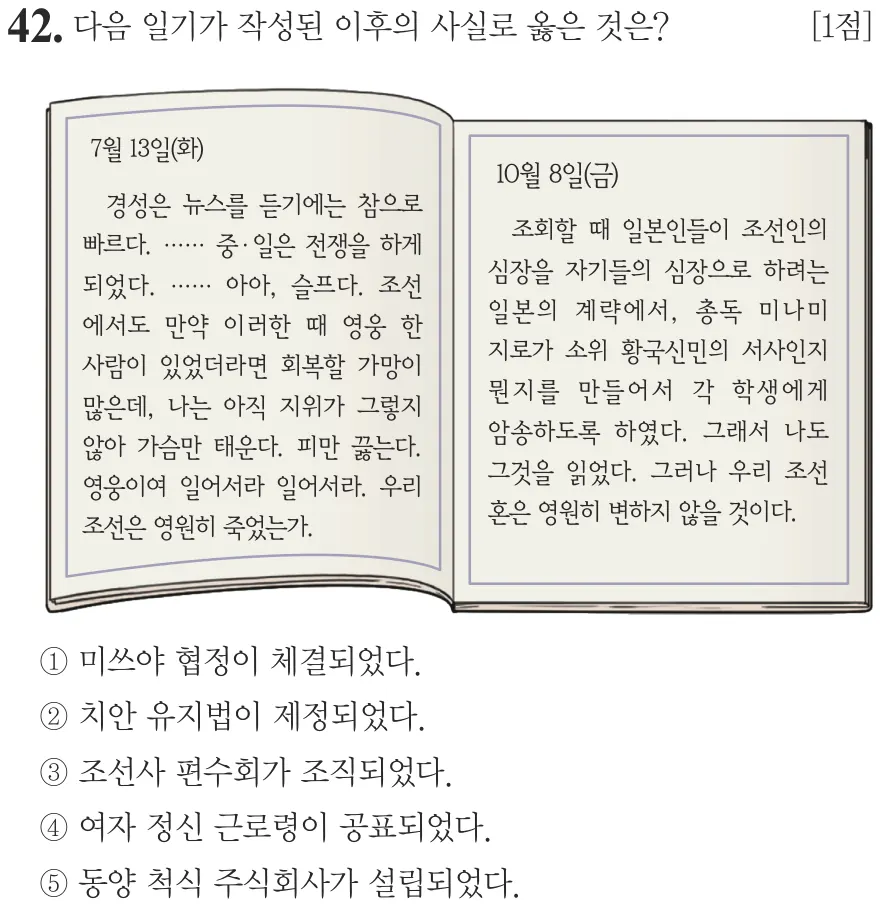 42. 다음 일기가 작성된 이후의 사실로 옳은 것은? [1점]
7월 13일(화)
경성은 뉴스를 듣기에는 참으로
빠르다. …… 중·일은 전쟁을 하게
되었다. …… 아아, 슬프다. 조선
에서도 만약 이러한 때 영웅 한
사람이 있었더라면 회복할 가망이
많은데, 나는 아직 지위가 그렇지
않아 가슴만 태운다. 피만 끓는다.
영웅이여 일어서라 일어서라. 우리
조선은 영원히 죽었는가.
10월 8일(금)
조회할 때 일본인들이 조선인의
심장을 자기들의 심장으로 하려는
일본의 계략에서, 총독 미나미
지로가 소위 황국신민의 서사인지
뭔지를 만들어서 각 학생에게
암송하도록 하였다. 그래서 나도
그것을 읽었다. 그러나 우리 조선
혼은 영원히 변하지 않을 것이다.
① 미쓰야 협정이 체결되었다.
② 치안 유지법이 제정되었다.
③ 조선사 편수회가 조직되었다.
④ 여자 정신 근로령이 공표되었다.
⑤ 동양 척식 주식회사가 설립되었다.